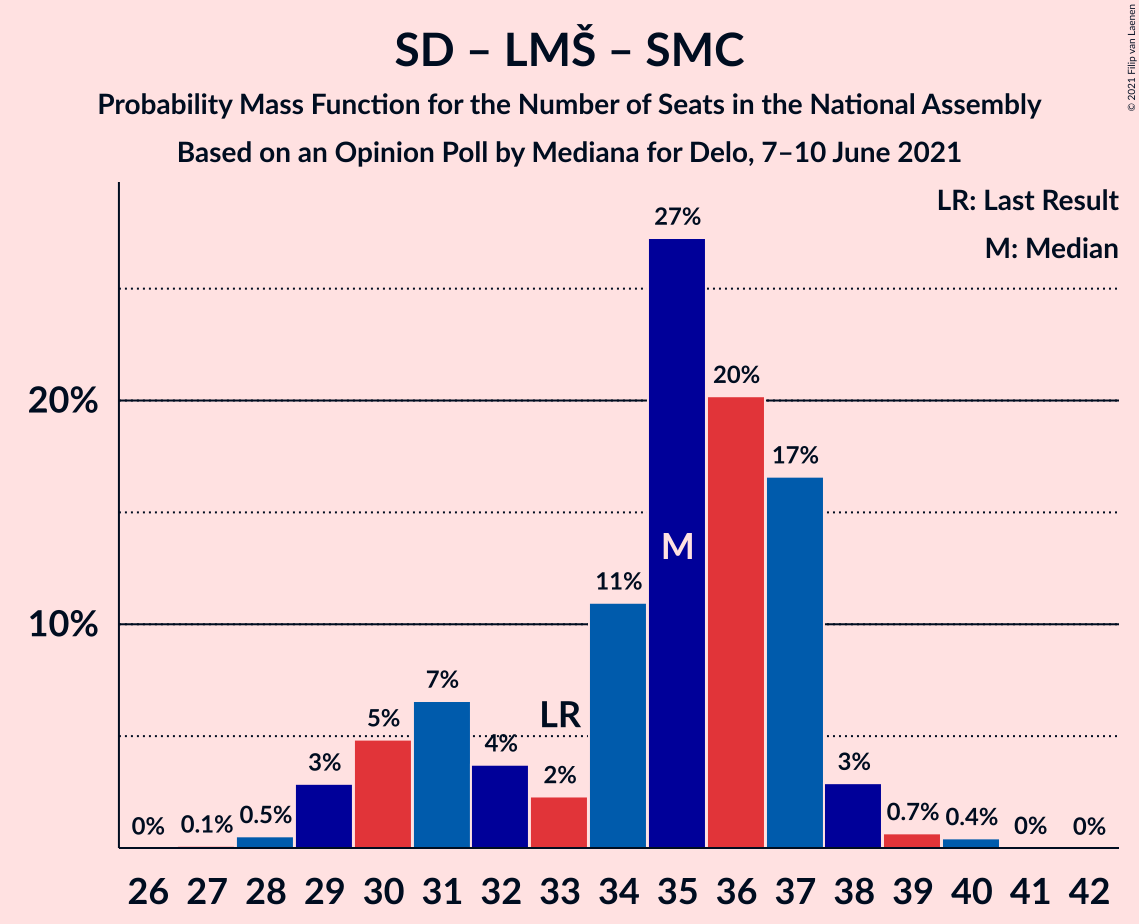 SD – LMŠ – SMC
Probability Mass Function for the Number of Seats in the National Assembly
Based on an Opinion Poll by Mediana for Delo, 7–10 June 2021
© 2021 Filip van Laenen
LR: Last Result
M: Median
20%
10%
0%
0.1%
0.5%
3%
5%
7%
4%
2%
LR
11%
27%
M
20%
17%
3%
0.7%
0.4%
0%
0%
26 27 28 29 30 31 32 33 34 35 36 37 38 39 40 41 42